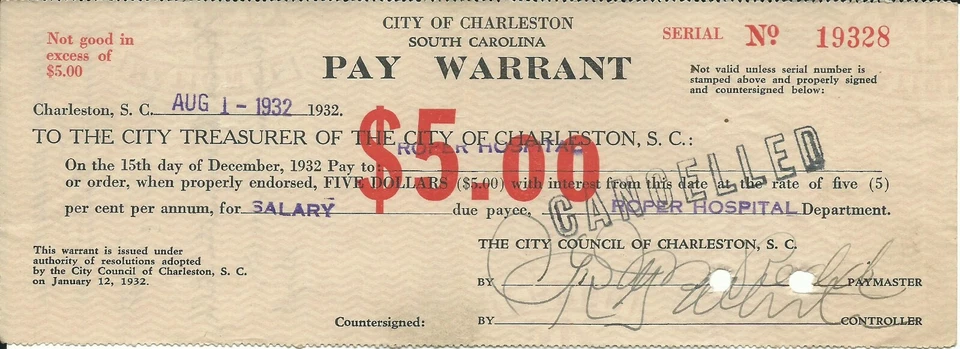 CITY OF CHARLESTON
SOUTH CAROLINA
PAY WARRANT
Not good in
excess of
$5.00
SERIAL Nº 19328
Not valid unless serial number is
stamped above and properly signed
and countersigned below:
Charleston, S. C. AUG 1 - 1932 1932.
TO THE CITY TREASURER OF THE CITY OF CHARLESTON, S. C.:
$5.00
ROPER HOSPITAL
On the 15th day of December, 1932 Pay to:
or order, when properly endorsed, FIVE DOLLARS ($5.00) with interest from this date at the rate of five (5)
per cent per annum, for SALARY due payee, ROPER HOSPITAL Department.
CANCELLED
THE CITY COUNCIL OF CHARLESTON, S. C.
This warrant is issued under
authority of resolutions adopted
by the City Council of Charleston, S. C.
on January 12, 1932.
BY PAYMASTER
Countersigned: BY CONTROLLER